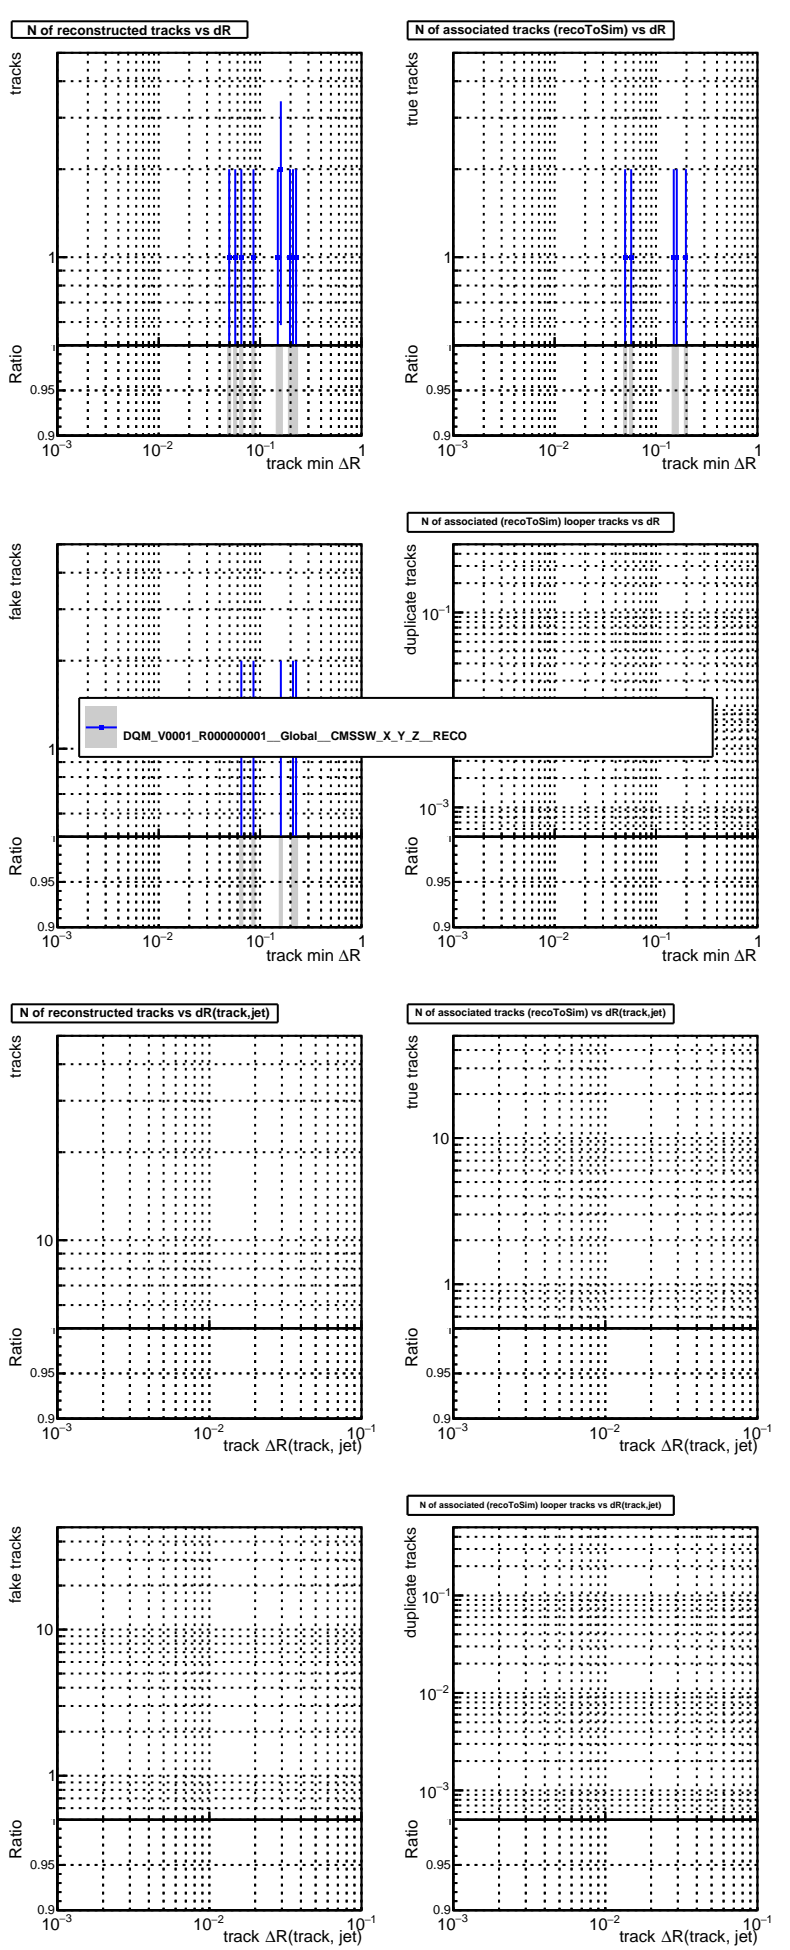 N of reconstructed tracks vs dR
tracks
1
Ratio
0.95
0.9
10−3
10−2
10−1
1
track min ΔR
N of associated tracks (recoToSim) vs dR
true tracks
1
Ratio
0.95
0.9
10−3
10−2
10−1
1
track min ΔR
fake tracks
1
Ratio
0.95
0.9
10−3
10−2
10−1
1
track min ΔR
N of associated (recoToSim) looper tracks vs dR
duplicate tracks
10−1
10−3
Ratio
0.95
0.9
10−3
10−2
10−1
1
track min ΔR
DQM_V0001_R000000001__Global__CMSSW_X_Y_Z__RECO
N of reconstructed tracks vs dR(track,jet)
tracks
10
Ratio
0.95
0.9
10−3
10−2
10−1
track ΔR(track, jet)
N of associated tracks (recoToSim) vs dR(track,jet)
true tracks
10
1
Ratio
0.95
0.9
10−3
10−2
10−1
track ΔR(track, jet)
fake tracks
10
1
Ratio
0.95
0.9
10−3
10−2
10−1
track ΔR(track, jet)
N of associated (recoToSim) looper tracks vs dR(track,jet)
duplicate tracks
10−1
10−2
10−3
Ratio
0.95
0.9
10−3
10−2
10−1
track ΔR(track, jet)